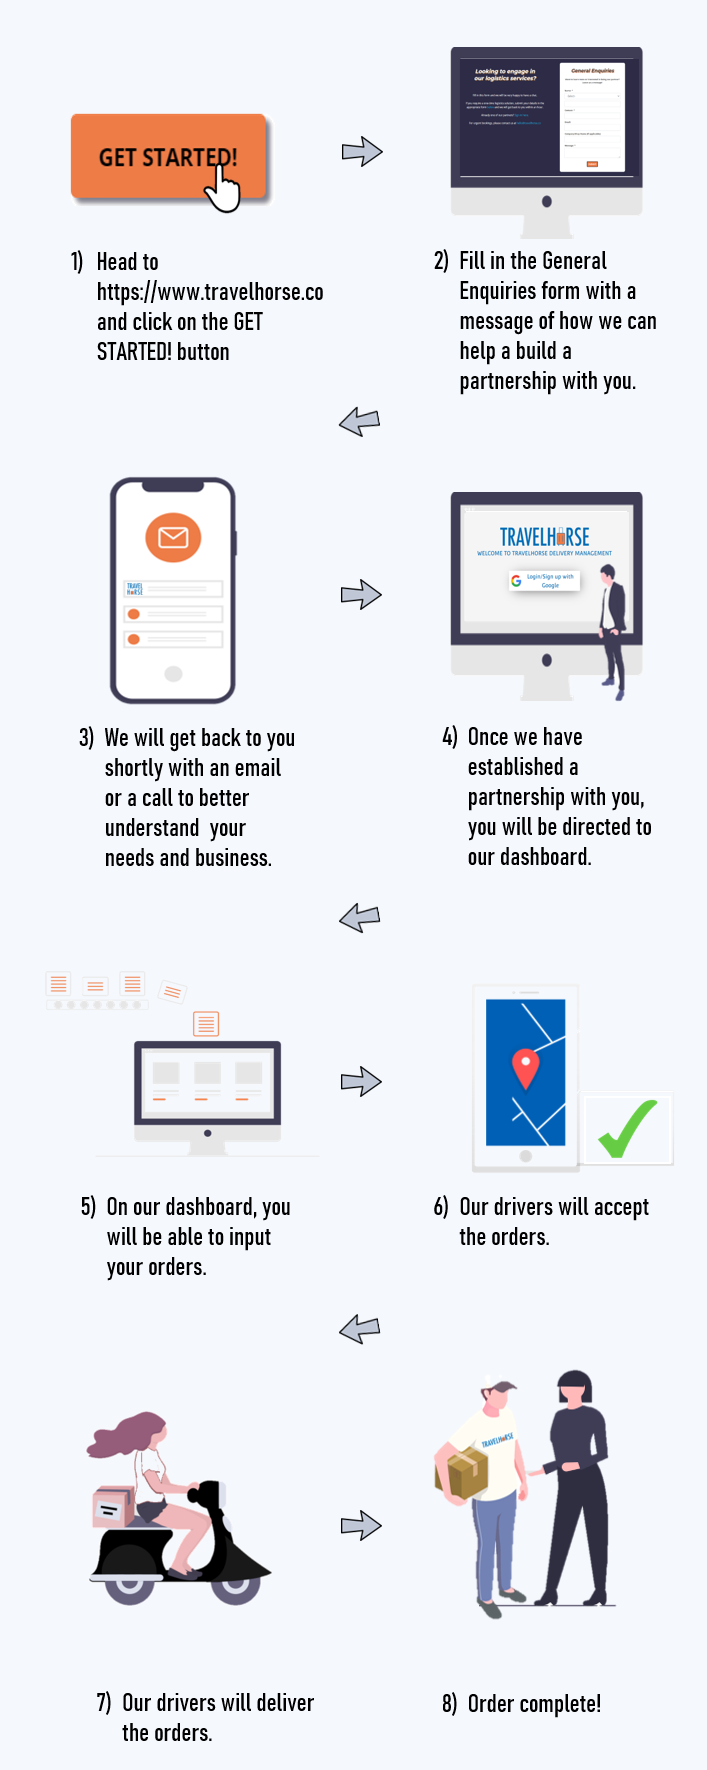 GET STARTED!
1) Head to
https://www.travelhorse.co
and click on the GET
STARTED! button
Looking to engage in
our logistics services?
General Enquiries
2) Fill in the General
Enquiries form with a
message of how we can
help a build a
partnership with you.
TRAVEL
HORSE
3) We will get back to you
shortly with an email
or a call to better
understand your
needs and business.
TRAVELHORSE
WELCOME TO TRAVELHORSE DELIVERY MANAGEMENT
Login/Sign up with
Google
4) Once we have
established a
partnership with you,
you will be directed to
our dashboard.
5) On our dashboard, you
will be able to input
your orders.
6) Our drivers will accept
the orders.
7) Our drivers will deliver
the orders.
TRAVELHORSE
8) Order complete!